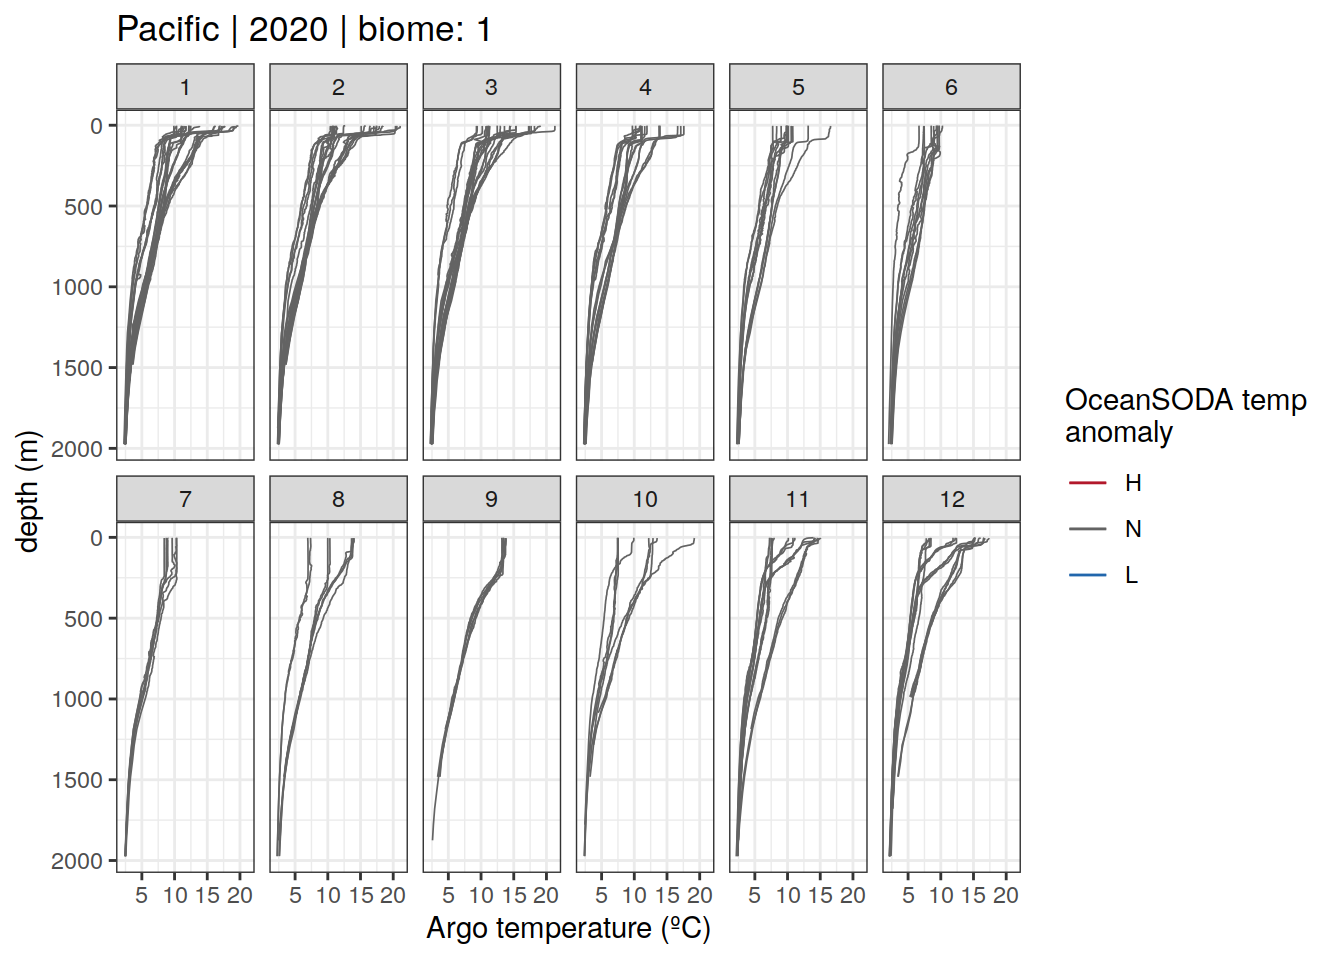 Pacific | 2020 | biome: 1
1 2 3 4 5 6
0
500
1000
1500
2000
7 8 9 10 11 12
0
500
1000
1500
2000
5 10 15 20 5 10 15 20 5 10 15 20 5 10 15 20 5 10 15 20 5 10 15 20
depth (m)
Argo temperature (ºC)
OceanSODA temp
anomaly
H
N
L